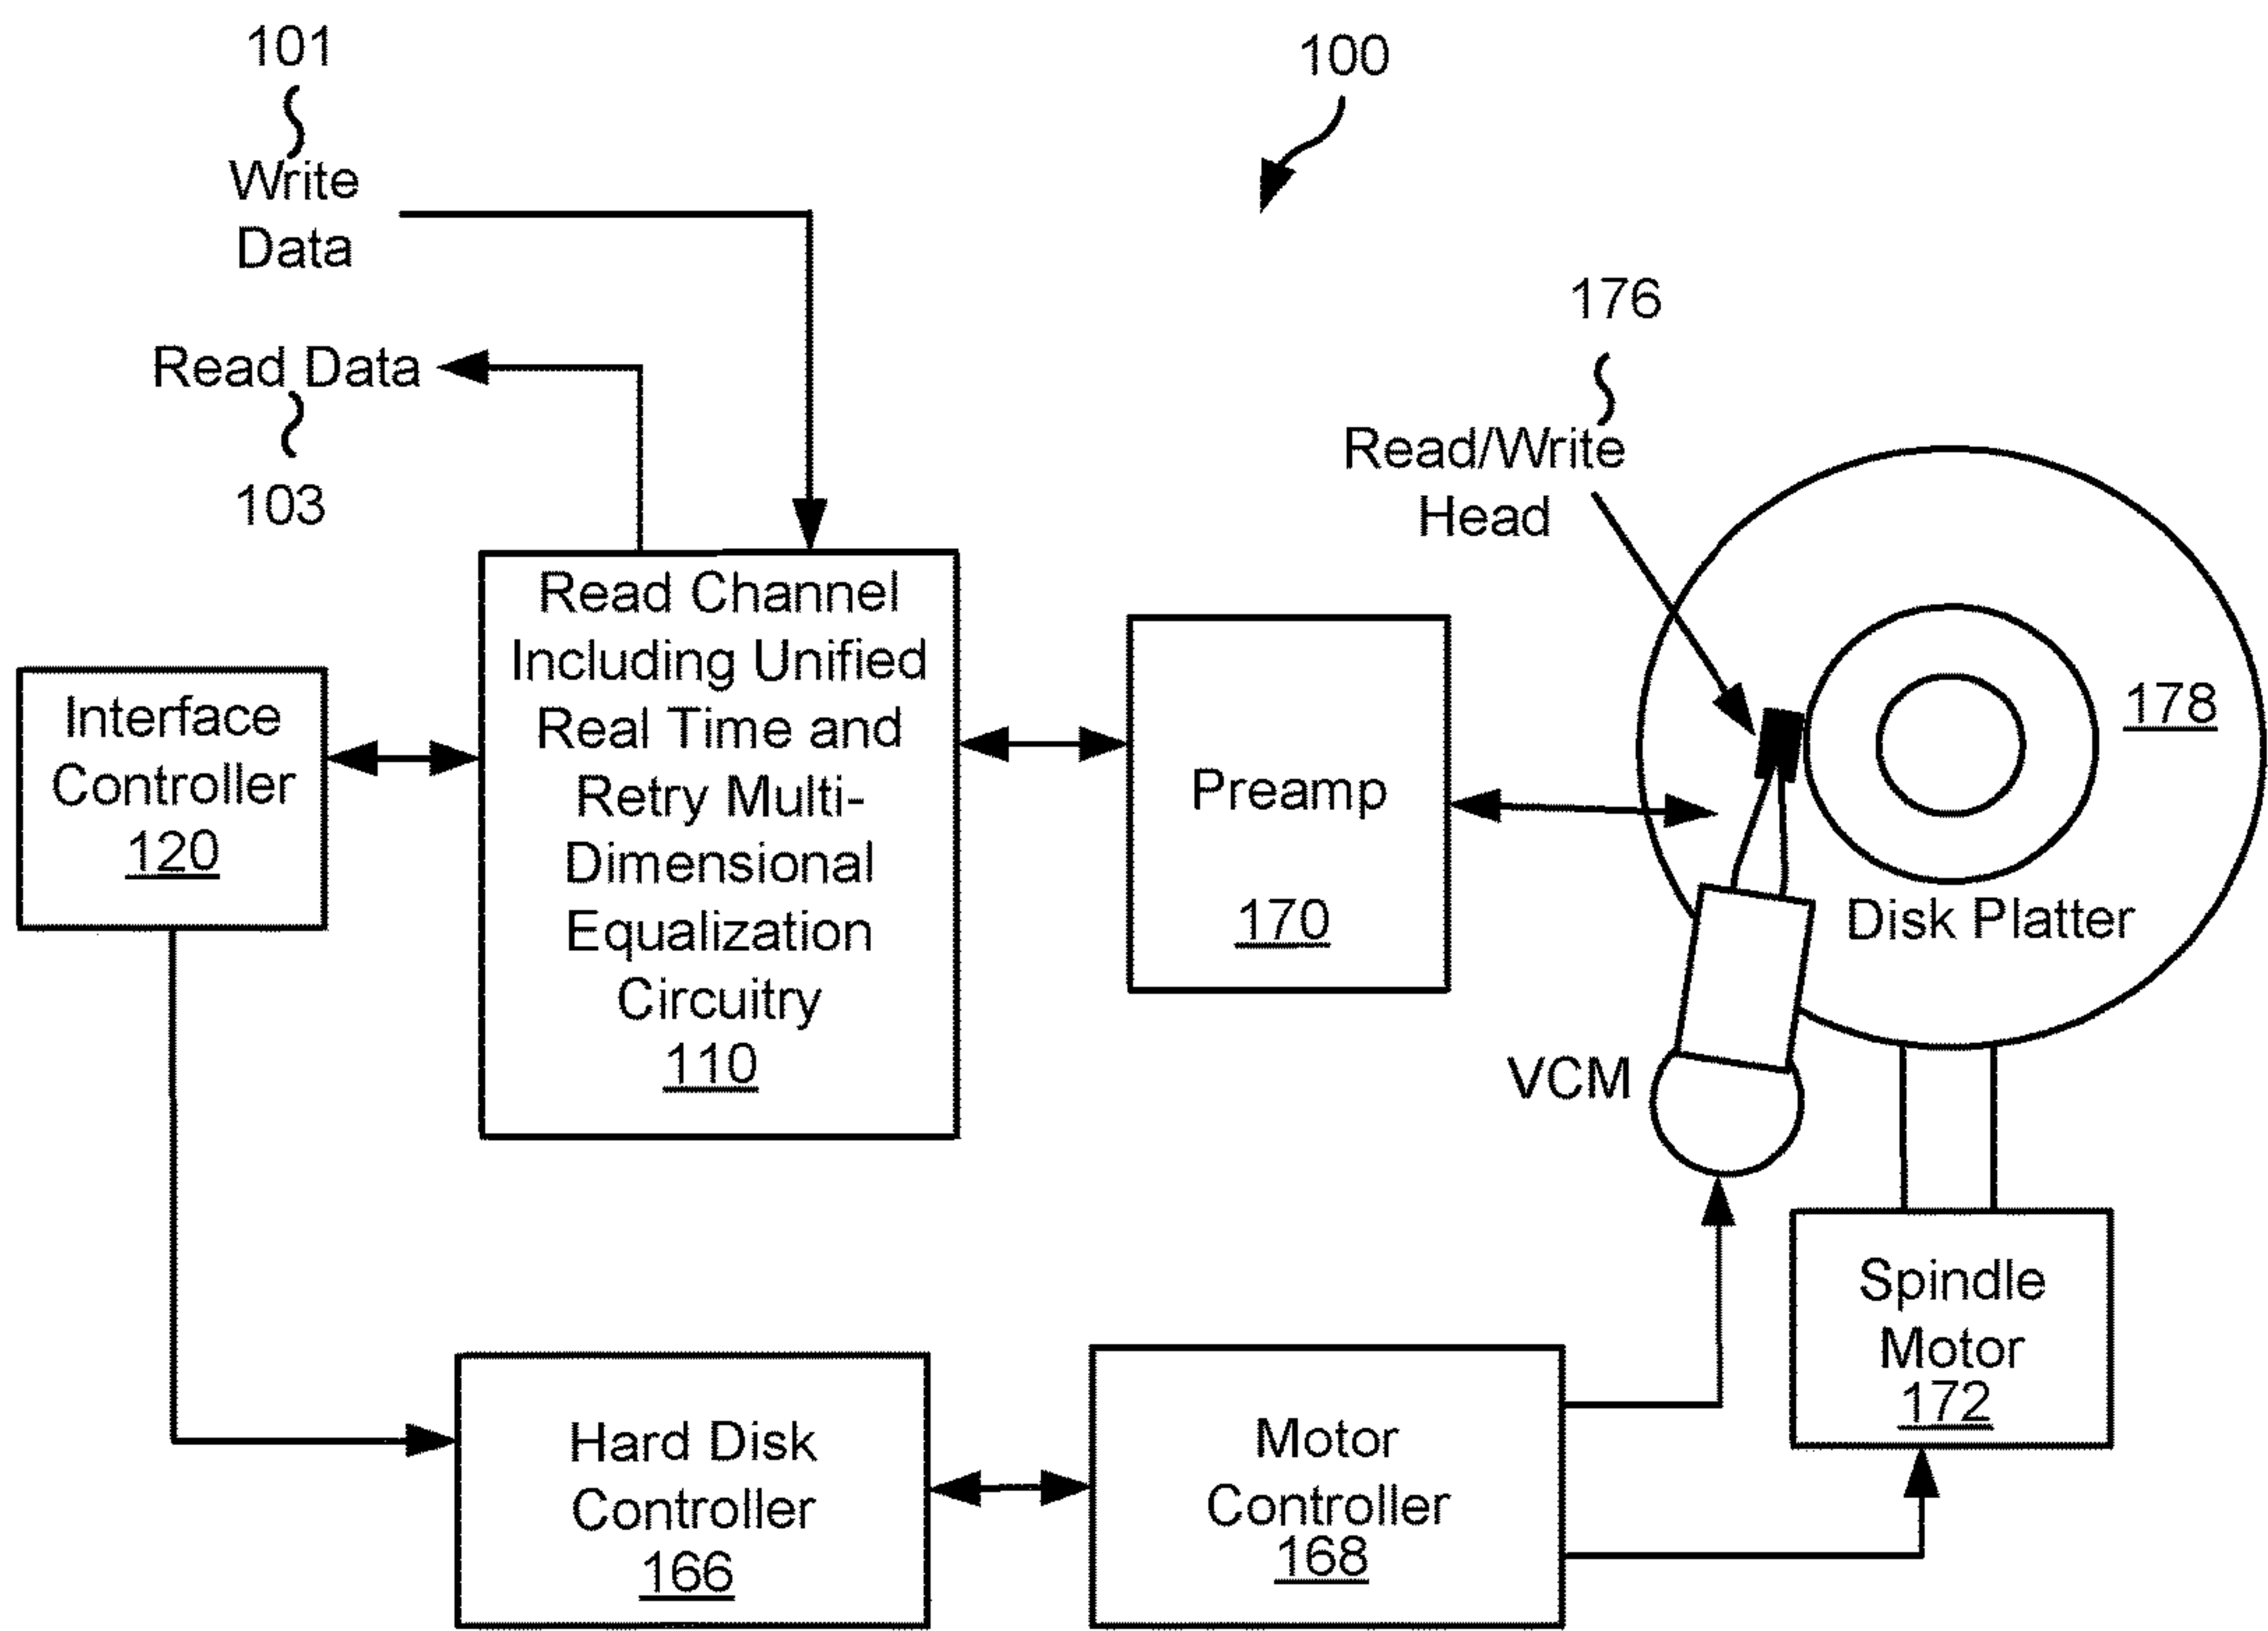 101
Write
Data
100
Read Data
103
176
Read/Write
Head
Read Channel
Including Unified
Real Time and
Retry Multi-
Dimensional
Equalization
Circuitry
110
Interface
Controller
120
Preamp
170
178
Disk Platter
VCM
Spindle
Motor
172
Hard Disk
Controller
166
Motor
Controller
168